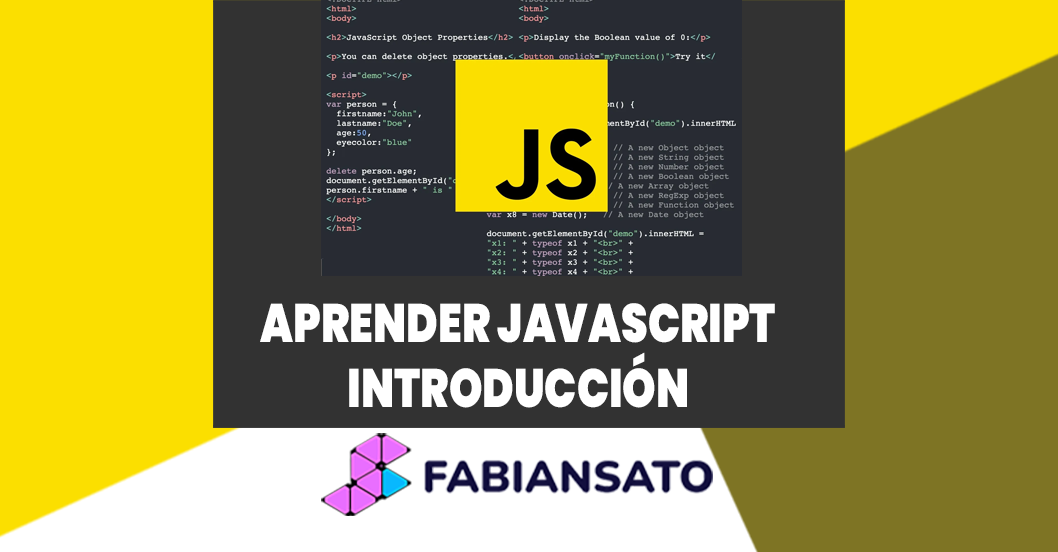 <html>
<body>
<h2>JavaScript Object Properties</h2>
<p>You can delete object properties.<
<p id="demo"></p>
<script>
var person = {
firstname:"John",
lastname:"Doe",
age:50,
eyecolor:"blue"
};
delete person.age;
document.getElementById("
person.firstname + " is "
</script>
</body>
</html>
<html>
<body>
<p>Display the Boolean value of 0:</p>
<button onclick="myFunction()">Try it</
on() {
mentById("demo").innerHTML
// A new Object object
// A new String object
// A new Number object
// A new Boolean object
/ A new Array object
// A new RegExp object
// A new Function object
var x8 = new Date(); // A new Date object
document.getElementById("demo").innerHTML =
"x1: " + typeof x1 + "<br>" +
"x2: " + typeof x2 + "<br>" +
"x3: " + typeof x3 + "<br>" +
"x4: " + typeof x4 + "<br>" +
JS
APRENDER JAVASCRIPT
INTRODUCCIÓN
FABIANSATO